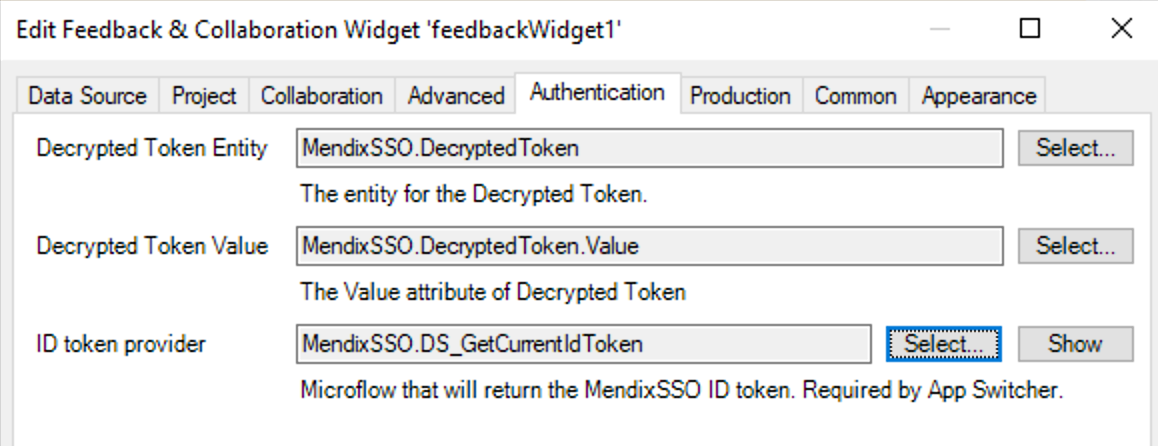 Edit Feedback & Collaboration Widget 'feedbackWidget1'
Data Source Project Collaboration Advanced Authentication Production Common Appearance
Decrypted Token Entity MendixSSO.DecryptedToken Select...
The entity for the Decrypted Token.
Decrypted Token Value MendixSSO.DecryptedToken.Value Select...
The Value attribute of Decrypted Token
ID token provider MendixSSO.DS_GetCurrentIdToken Select... Show
Microflow that will return the MendixSSO ID token. Required by App Switcher.